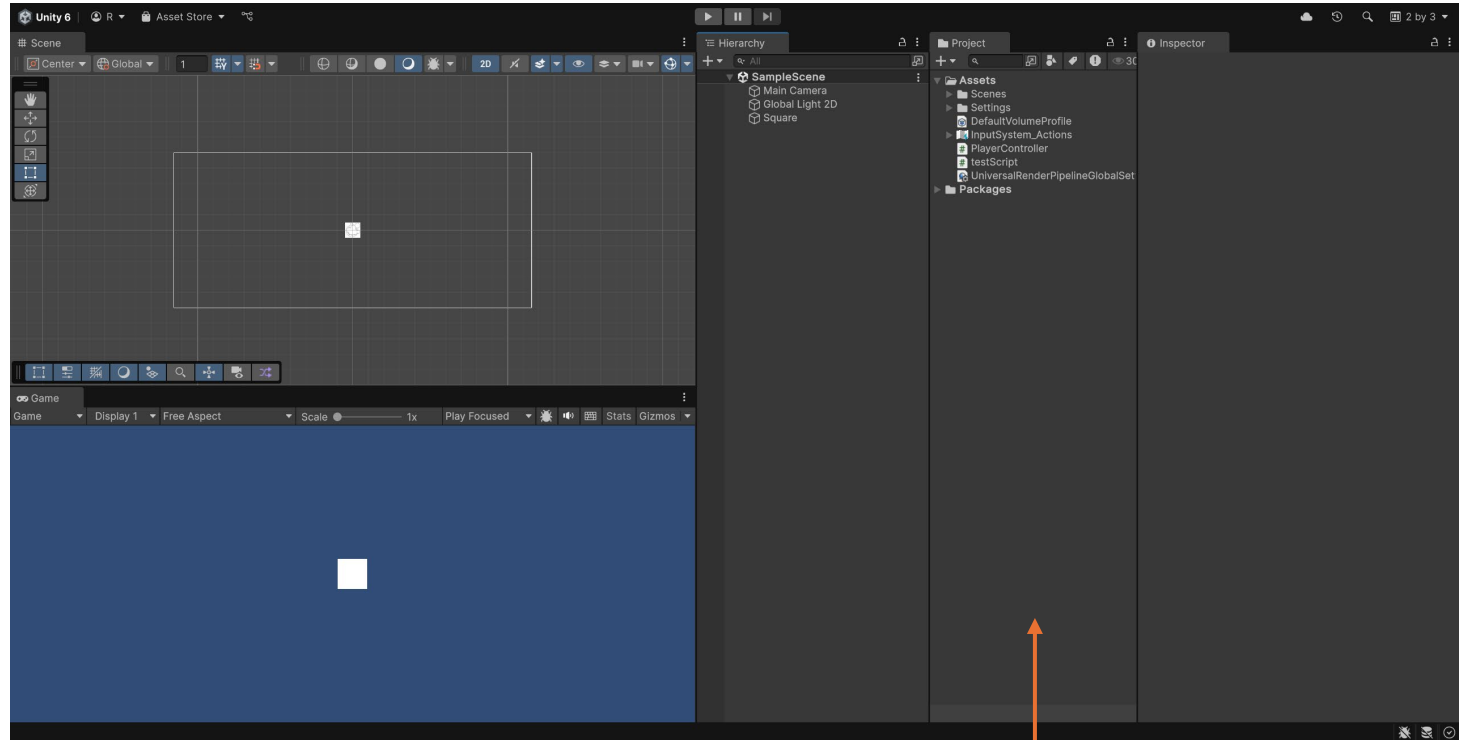 Unity 6 R Asset Store 2 by 3
Scene
Center Global 1 2D
Game
Game Display 1 Free Aspect Scale 1x Play Focused Stats Gizmos
Hierarchy
All
SampleScene
Main Camera
Global Light 2D
Square
Project
30
Assets
Scenes
Settings
DefaultVolumeProfile
InputSystem_Actions
PlayerController
testScript
UniversalRenderPipelineGlobalSet
Packages
Inspector